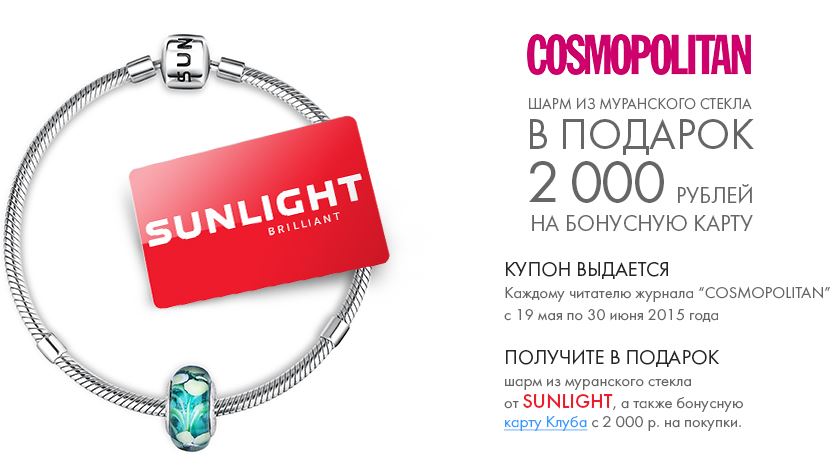 SUN
SUNLIGHT
BRILLIANT
COSMOPOLITAN
ШАРМ ИЗ МУРАНСКОГО СТЕКЛА
В ПОДАРОК
2 000 РУБЛЕЙ
НА БОНУСНУЮ КАРТУ
КУПОН ВЫДАЕТСЯ
Каждому читателю журнала “COSMOPOLITAN”
с 19 мая по 30 июня 2015 года
ПОЛУЧИТЕ В ПОДАРОК
шарм из муранского стекла
от SUNLIGHT, а также бонусную
карту Клуба с 2 000 р. на покупки.